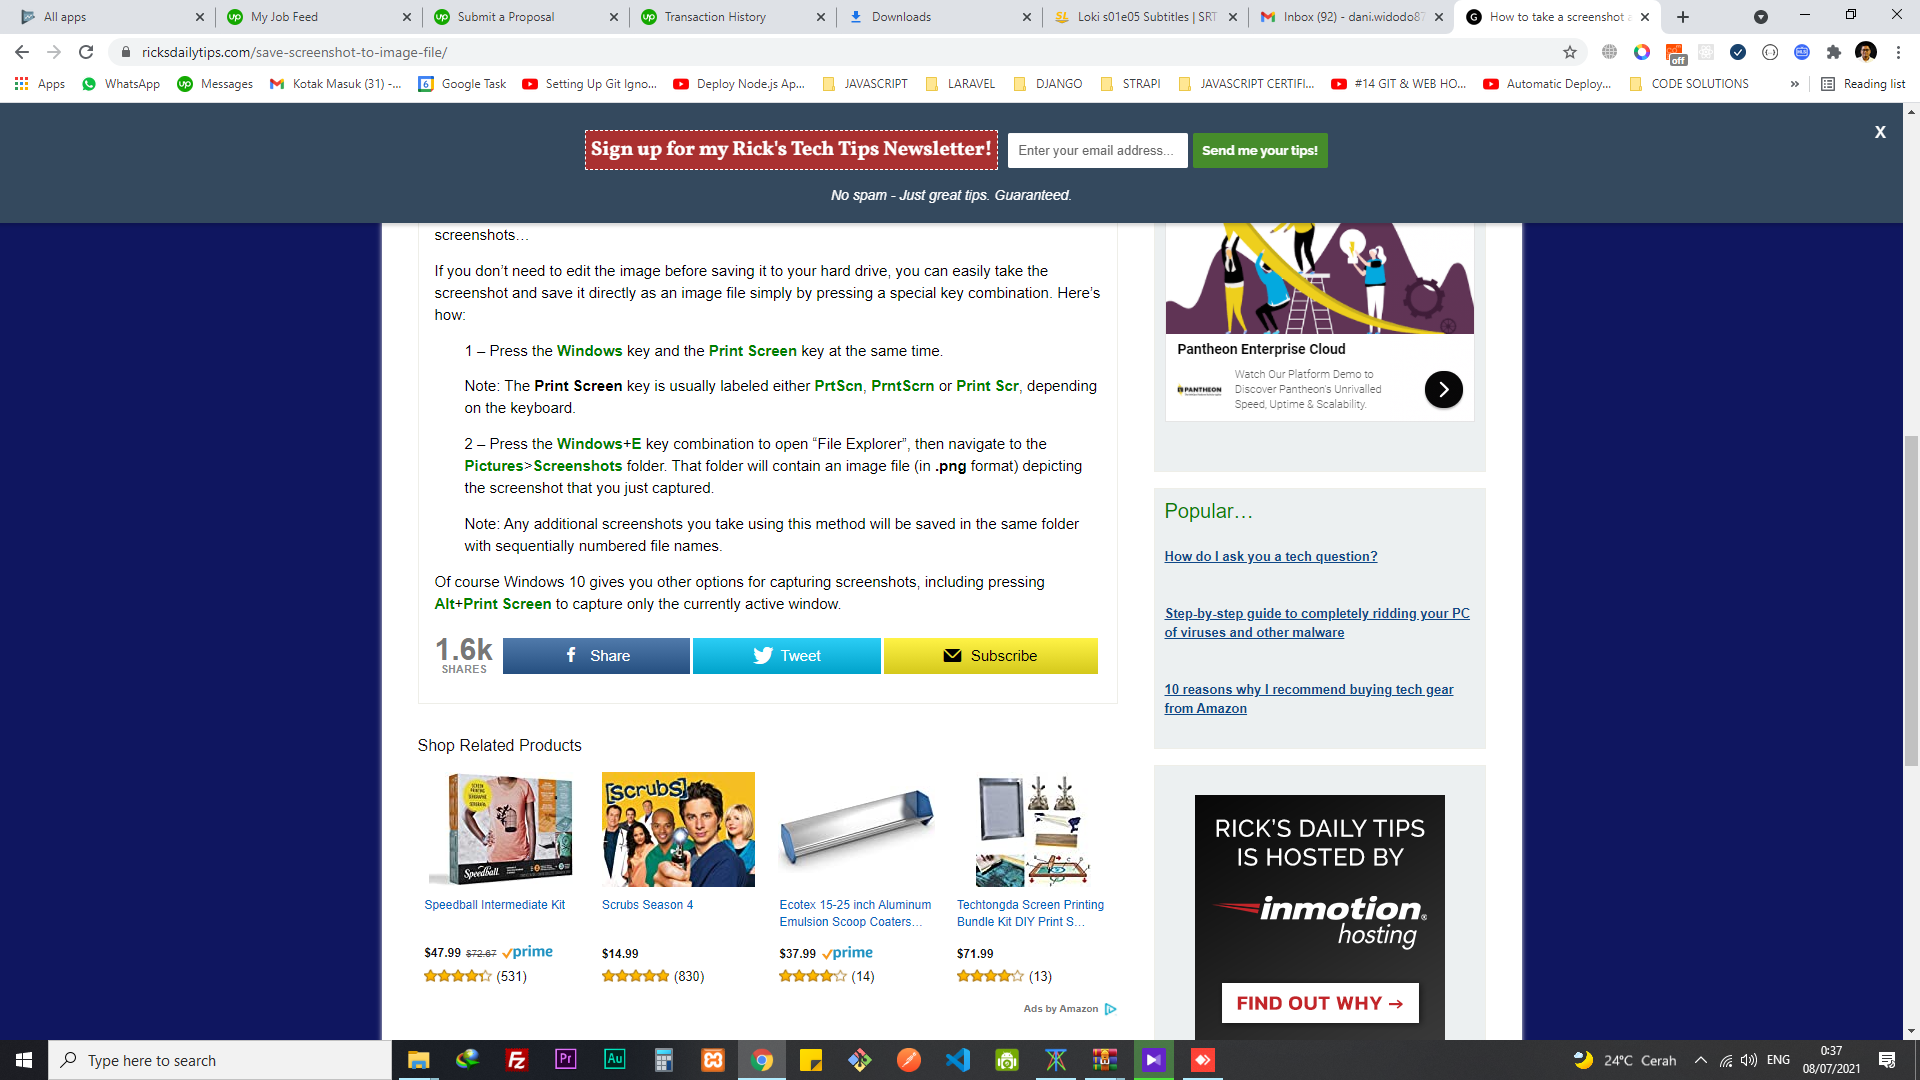 All apps
My Job Feed
Submit a Proposal
Transaction History
Downloads
Loki s01e05 Subtitles | SRT
Inbox (92) - dani.widodo87
How to take a screenshot a
ricksdailytips.com/save-screenshot-to-image-file/
off
Apps
WhatsApp
Messages
Kotak Masuk (31) -...
Google Task
Setting Up Git Igno...
Deploy Node.js Ap...
JAVASCRIPT
LARAVEL
DJANGO
STRAPI
JAVASCRIPT CERTIFI...
#14 GIT & WEB HO...
Automatic Deploy...
CODE SOLUTIONS
»
Reading list
Sign up for my Rick's Tech Tips Newsletter!
Enter your email address...
Send me your tips!
X
No spam - Just great tips. Guaranteed.
screenshots…
If you don’t need to edit the image before saving it to your hard drive, you can easily take the
screenshot and save it directly as an image file simply by pressing a special key combination. Here’s
how:
1 – Press the Windows key and the Print Screen key at the same time.
Note: The Print Screen key is usually labeled either PrtScn, PrntScrn or Print Scr, depending
on the keyboard.
2 – Press the Windows+E key combination to open “File Explorer”, then navigate to the
Pictures>Screenshots folder. That folder will contain an image file (in .png format) depicting
the screenshot that you just captured.
Note: Any additional screenshots you take using this method will be saved in the same folder
with sequentially numbered file names.
Of course Windows 10 gives you other options for capturing screenshots, including pressing
Alt+Print Screen to capture only the currently active window.
1.6k
SHARES
Share
Tweet
Subscribe
Shop Related Products
Speedball
[scrubs]
Speedball Intermediate Kit
$47.99 $72.67 prime
(531)
Scrubs Season 4
$14.99
(830)
Ecotex 15-25 inch Aluminum
Emulsion Scoop Coaters…
$37.99 prime
(14)
Techtongda Screen Printing
Bundle Kit DIY Print S…
$71.99
(13)
Ads by Amazon
Pantheon Enterprise Cloud
PANTHEON
Watch Our Platform Demo to
Discover Pantheon's Unrivalled
Speed, Uptime & Scalability.
Popular…
How do I ask you a tech question?
Step-by-step guide to completely ridding your PC
of viruses and other malware
10 reasons why I recommend buying tech gear
from Amazon
RICK'S DAILY TIPS
IS HOSTED BY
inmotion®
hosting
FIND OUT WHY →
Type here to search
Fz
Pr
Au
24°C Cerah
ENG
0:37
08/07/2021